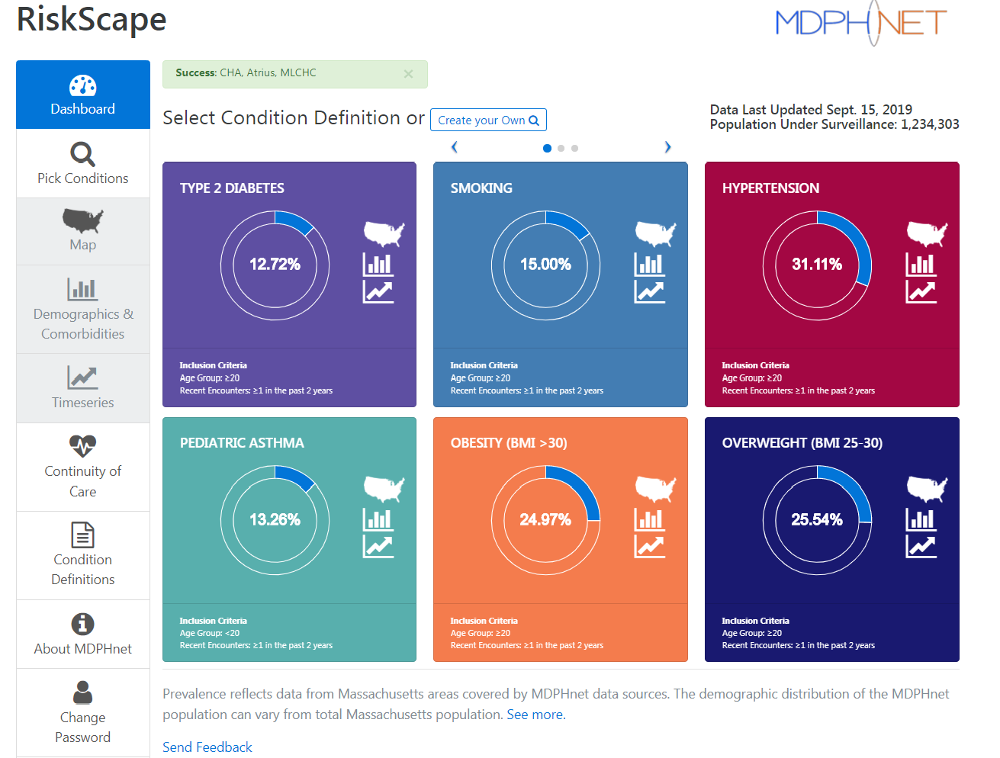 RiskScape
MDPHNET
Dashboard
Pick Conditions
Map
Demographics &
Comorbidities
Timeseries
Continuity of
Care
Condition
Definitions
About MDPHnet
Change
Password
Success: CHA, Atrius, MLCHC ×
Select Condition Definition or Create your Own
Data Last Updated Sept. 15, 2019
Population Under Surveillance: 1,234,303
TYPE 2 DIABETES
12.72%
Inclusion Criteria
Age Group: ≥20
Recent Encounters: ≥1 in the past 2 years
SMOKING
15.00%
Inclusion Criteria
Age Group: ≥20
Recent Encounters: ≥1 in the past 2 years
HYPERTENSION
31.11%
Inclusion Criteria
Age Group: ≥20
Recent Encounters: ≥1 in the past 2 years
PEDIATRIC ASTHMA
13.26%
Inclusion Criteria
Age Group: <20
Recent Encounters: ≥1 in the past 2 years
OBESITY (BMI >30)
24.97%
Inclusion Criteria
Age Group: ≥20
Recent Encounters: ≥1 in the past 2 years
OVERWEIGHT (BMI 25-30)
25.54%
Inclusion Criteria
Age Group: ≥20
Recent Encounters: ≥1 in the past 2 years
Prevalence reflects data from Massachusetts areas covered by MDPHnet data sources. The demographic distribution of the MDPHnet
population can vary from total Massachusetts population. See more.
Send Feedback